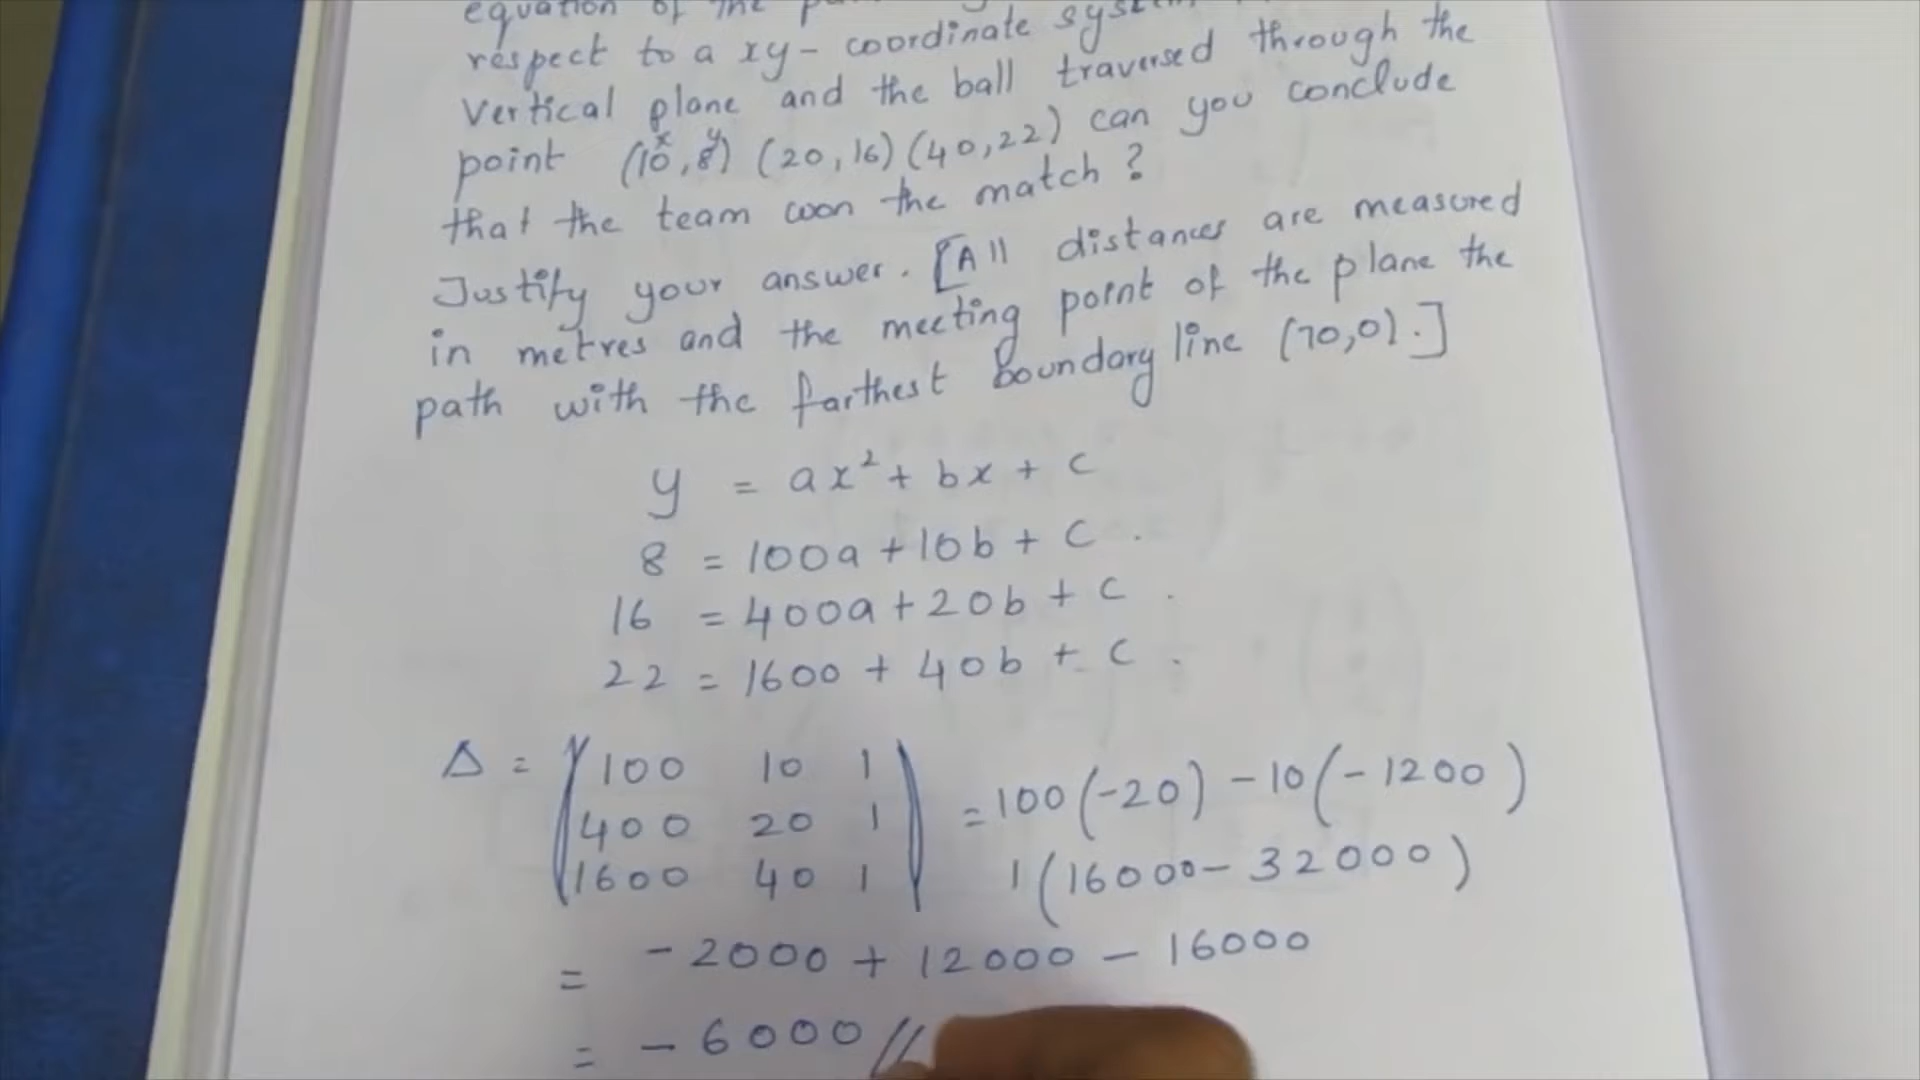 equation of the
respect to a xy- coordinate
vertical plane and the ball traversed through the
x y
point (10,8) (20,16) (40,22) can you conclude
that the team won the match?
Justify your answer. [All distances are measured
in metres and the meeting point of the plane the
path with the farthest boundary line (70,0).]
y = ax² + bx + c
8 = 100a + 10b + C.
16 = 400a + 20b + c.
22 = 1600 + 40b + c.
Δ = | 100 10 1 | = 100(-20) - 10(-1200)
| 400 20 1 |
| 1600 40 1 | 1(16000 - 32000)
= -2000 + 12000 - 16000
= -6000 //